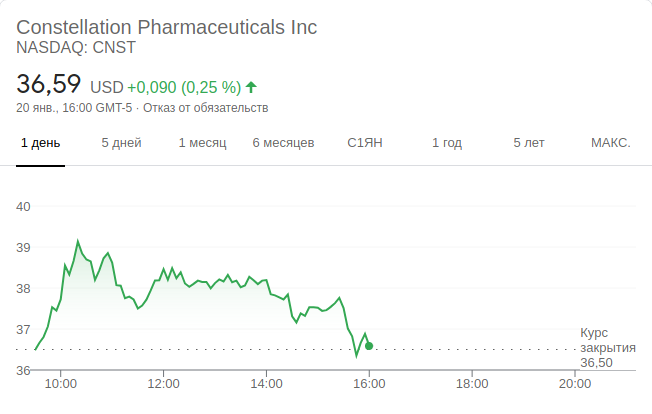 Constellation Pharmaceuticals Inc
NASDAQ: CNST
36,59 USD +0,090 (0,25 %)
20 янв., 16:00 GMT-5 · Отказ от обязательств
1 день 5 дней 1 месяц 6 месяцев С1ЯН 1 год 5 лет МАКС.
40
39
38
37
36
Курс
закрытия
36,50
10:00 12:00 14:00 16:00 18:00 20:00